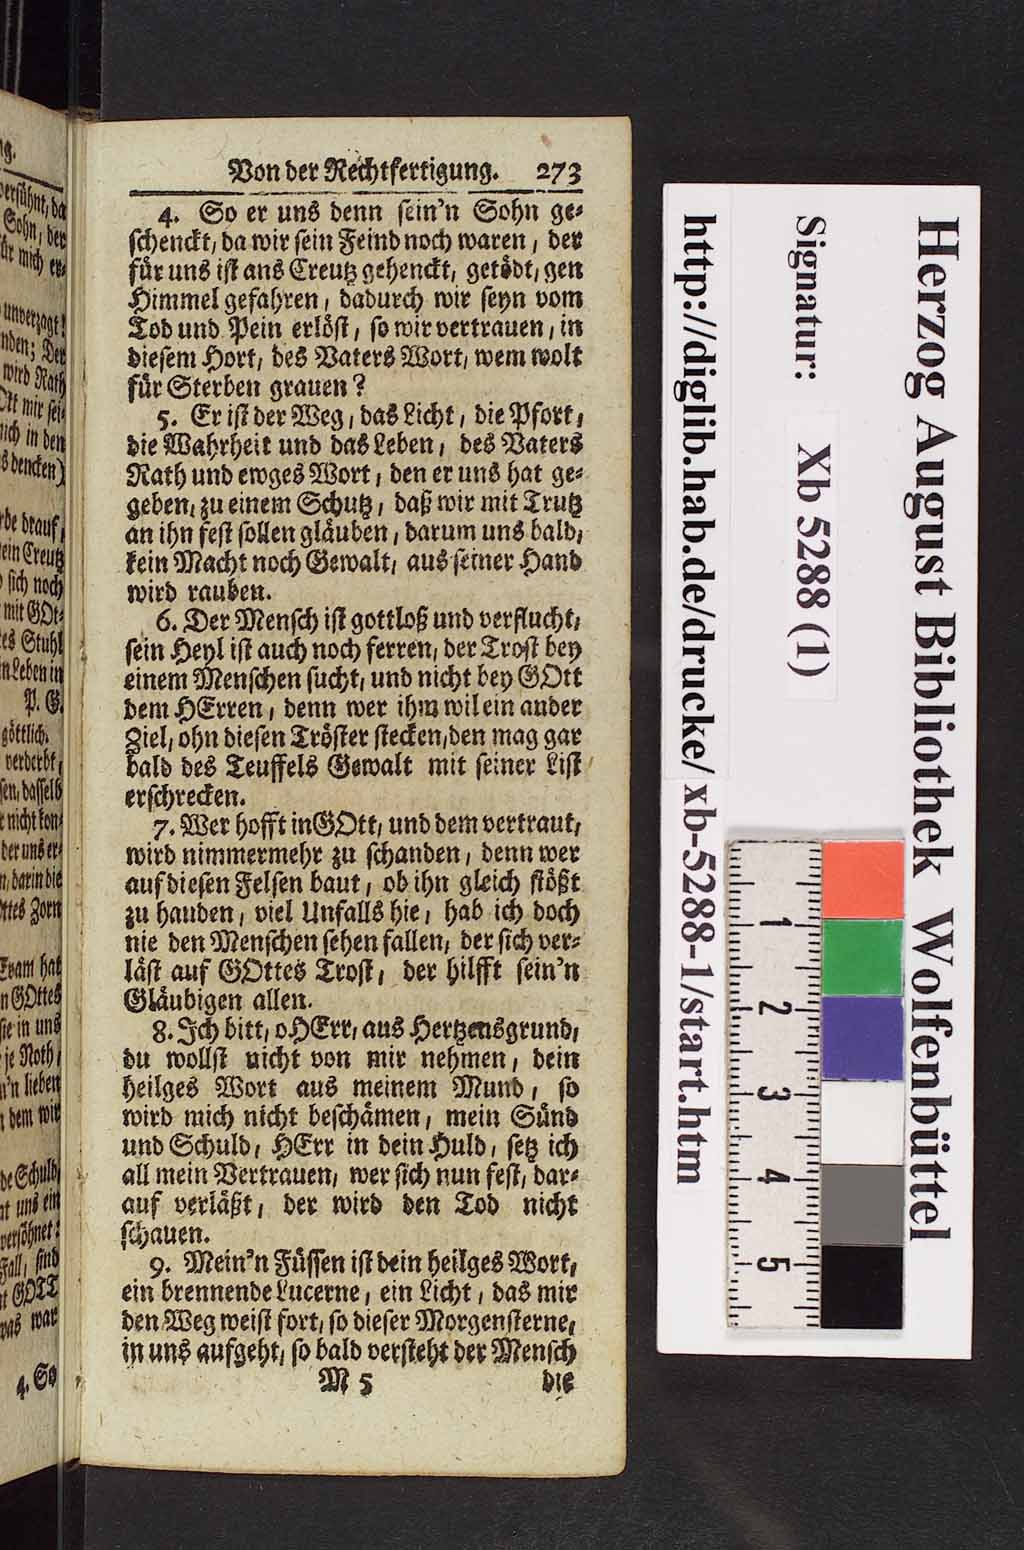 Von der Rechtfertigung. 273
4. So er uns denn sein'n Sohn ge-
schenckt, da wir sein Feind noch waren, der
für uns ist ans Creutz gehenckt, getödt, gen
Himmel gefahren, dadurch wir seyn vom
Tod und Pein erlöst, so wir vertrauen, in
diesem Hort, des Vaters Wort, wem wolt
für Sterben grauen?
5. Er ist der Weg, das Licht, die Pfort,
die Wahrheit und das Leben, des Vaters
Rath und ewges Wort, den er uns hat ge-
geben, zu einem Schutz, daß wir mit Trutz
an ihn fest sollen gläuben, darum uns bald,
kein Macht noch Gewalt, aus seiner Hand
wird rauben.
6. Der Mensch ist gottloß und verflucht,
sein Heyl ist auch noch ferren, der Trost bey
einem Menschen sucht, und nicht bey GOtt
dem HErren, denn wer ihm wil ein ander
Ziel, ohn diesen Tröster stecken, den mag gar
bald des Teuffels Gewalt mit seiner List
erschrecken.
7. Wer hofft in GOtt, und dem vertraut,
wird nimmermehr zu schanden, denn wer
auf diesen Felsen baut, ob ihn gleich stößt
zu handen, viel Unfalls hie, hab ich doch
nie den Menschen sehen fallen, der sich ver-
läst auf GOttes Trost, der hilfft sein'n
Gläubigen allen.
8. Ich bitt, o HErr, aus Hertzensgrund,
du wollst nicht von mir nehmen, dein
heilges Wort aus meinem Mund, so
wird mich nicht beschämen, mein Sünd
und Schuld, HErr in dein Huld, setz ich
all mein Vertrauen, wer sich nun fest, dar-
auf verläßt, der wird den Tod nicht
schauen.
9. Mein'n Füssen ist dein heilges Wort,
ein brennende Lucerne, ein Licht, das mir
den Weg weist fort, so dieser Morgensterne,
in uns aufgeht, so bald versteht der Mensch
M 5 die
Herzog August Bibliothek Wolfenbüttel
Signatur: Xb 5288 (1)
http://diglib.hab.de/drucke/xb-5288-1/start.htm
1
2
3
4
5